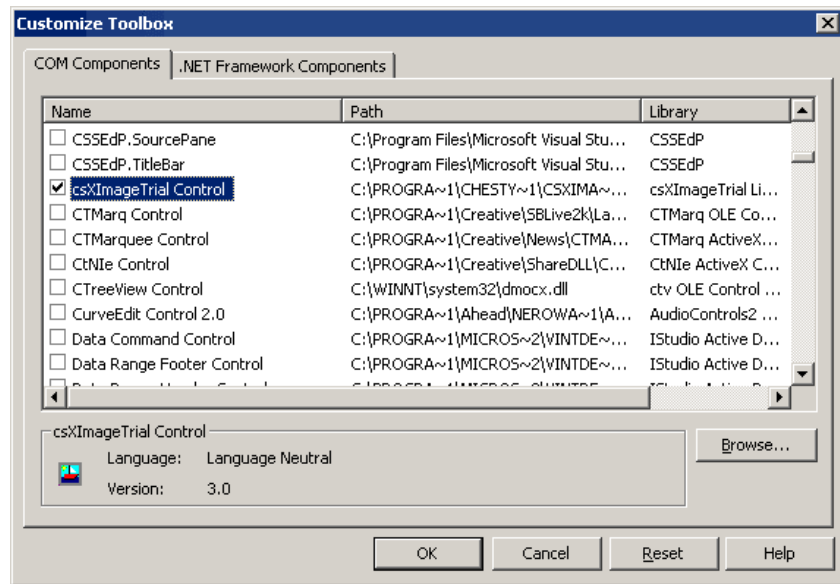 Customize Toolbox
COM Components .NET Framework Components
Name Path Library
CSSEdP.SourcePane C:\Program Files\Microsoft Visual Stu... CSSEdP
CSSEdP.TitleBar C:\Program Files\Microsoft Visual Stu... CSSEdP
csXImageTrial Control C:\PROGRA~1\CHESTY~1\CSXIMA~... csXImageTrial Li...
CTMarq Control C:\PROGRA~1\Creative\SBLive2k\La... CTMarq OLE Co...
CTMarquee Control C:\PROGRA~1\Creative\News\CTMA... CTMarq ActiveX...
CtNIe Control C:\PROGRA~1\Creative\ShareDLL\C... CtNIe ActiveX C...
CTreeView Control C:\WINNT\system32\dmocx.dll ctv OLE Control ...
CurveEdit Control 2.0 C:\PROGRA~1\Ahead\NEROWA~1\A... AudioControls2 ...
Data Command Control C:\PROGRA~1\MICROS~2\VINTDE~... IStudio Active D...
Data Range Footer Control C:\PROGRA~1\MICROS~2\VINTDE~... IStudio Active D...
csXImageTrial Control
Browse...
Language: Language Neutral
Version: 3.0
OK Cancel Reset Help